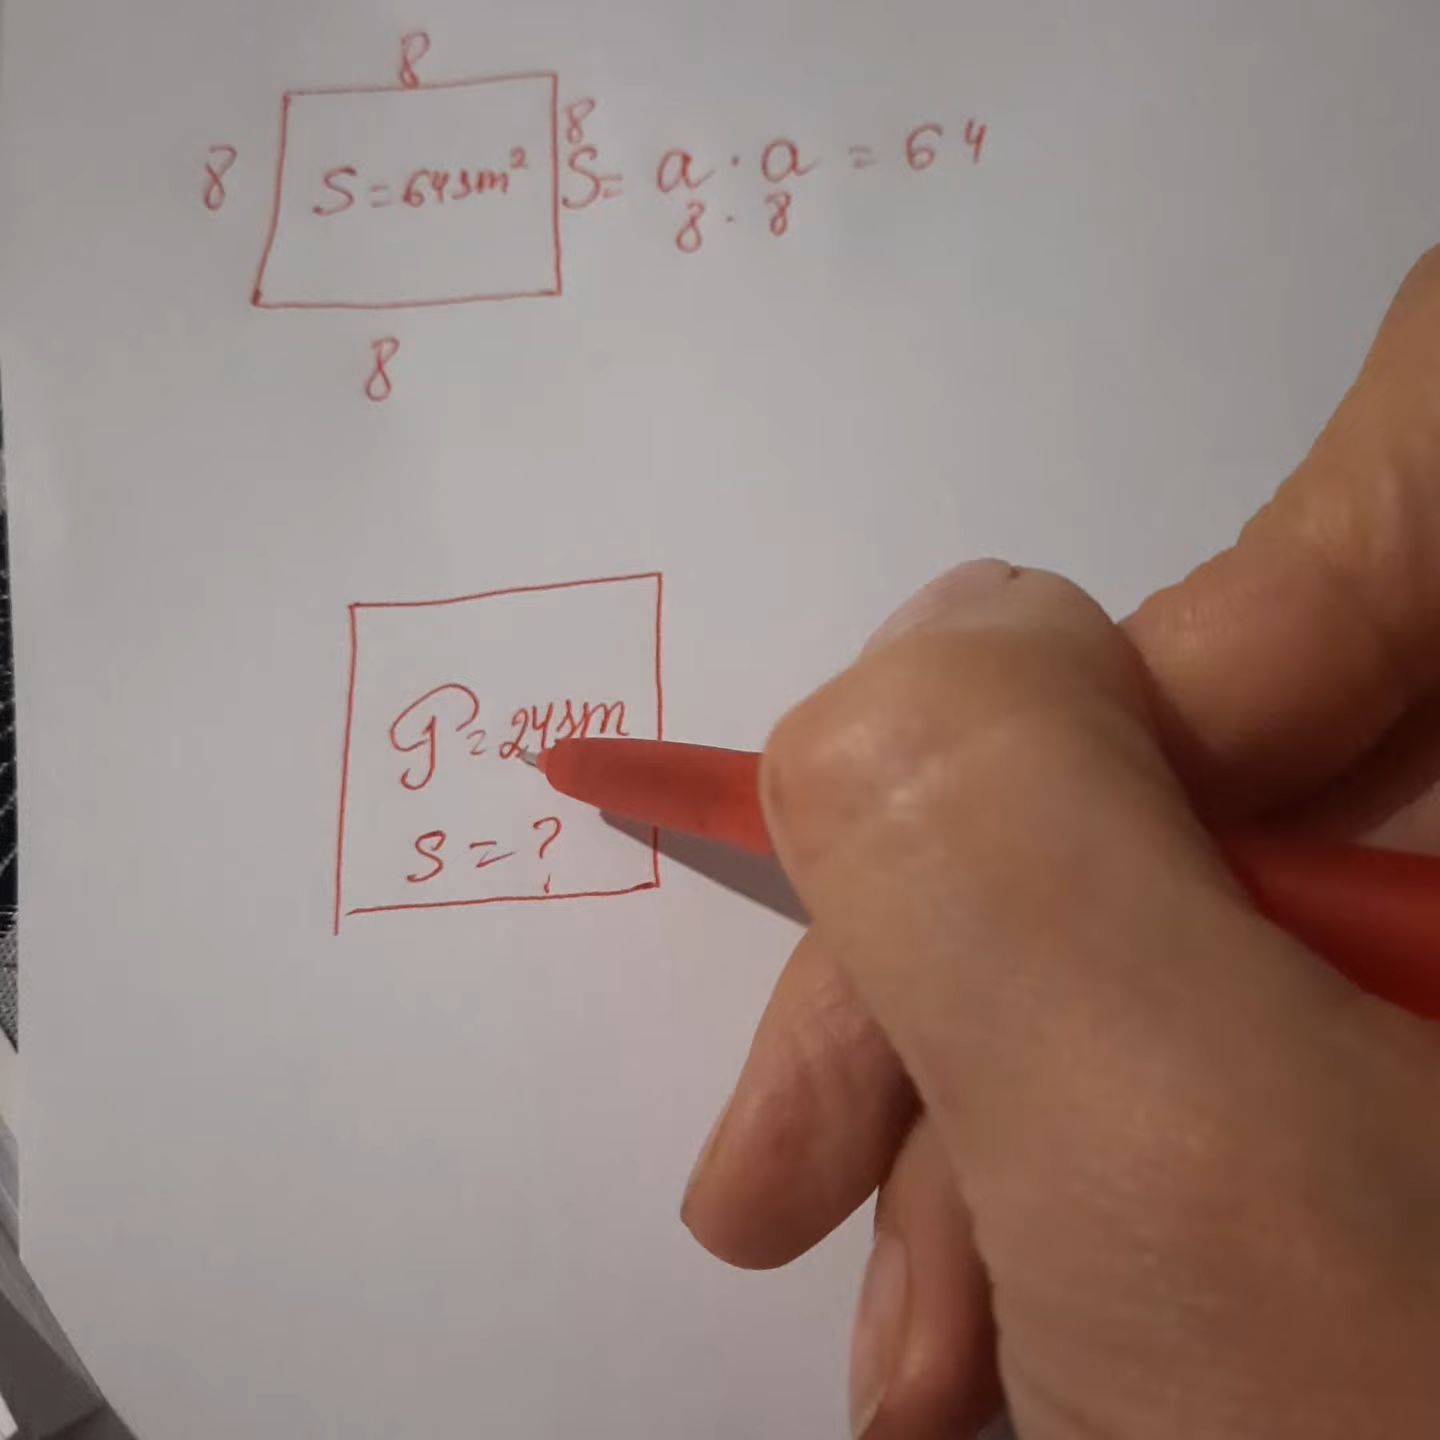 8
8 S=64sm² 8
S= a · a = 64
8 · 8
8
P=24sm
S=?